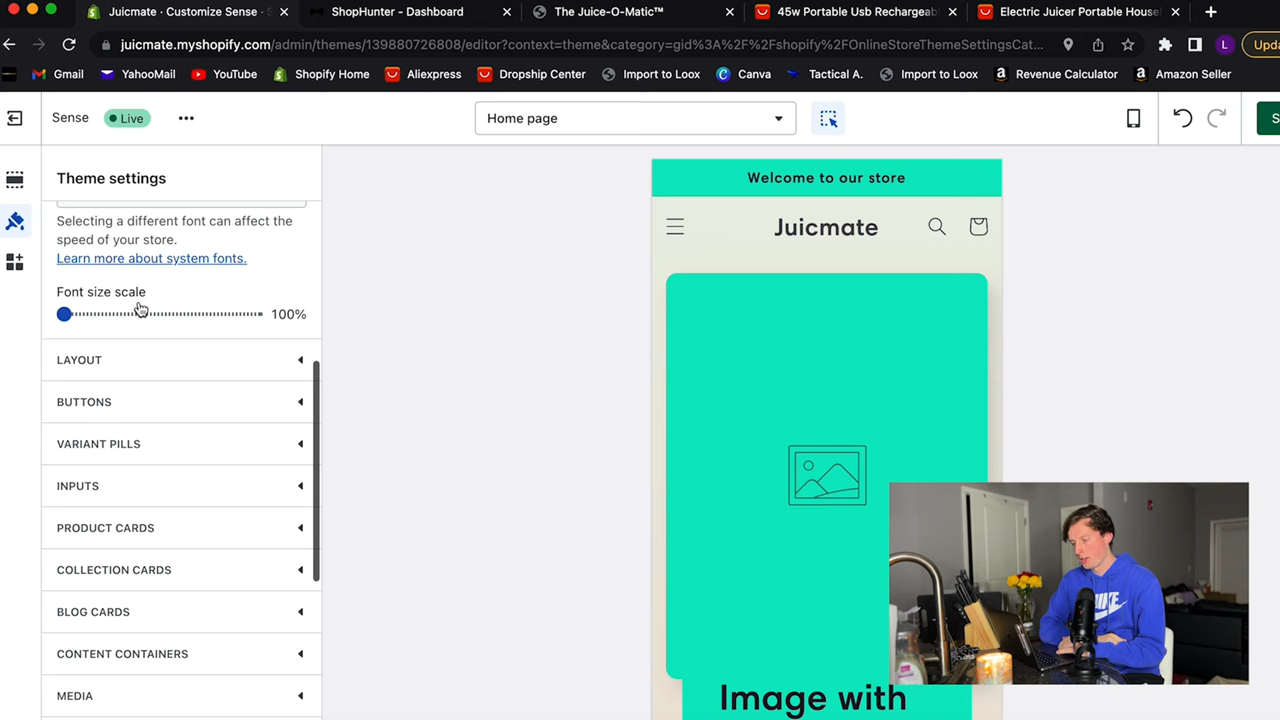 Juicmate · Customize Sense · S
ShopHunter - Dashboard
The Juice-O-Matic™
45w Portable Usb Rechargeab
Electric Juicer Portable House
juicmate.myshopify.com/admin/themes/139880726808/editor?context=theme&category=gid%3A%2F%2Fshopify%2FOnlineStoreThemeSettingsCat...
L
Upda
Gmail
YahooMail
YouTube
Shopify Home
Aliexpress
Dropship Center
Import to Loox
Canva
Tactical A.
Import to Loox
Revenue Calculator
Amazon Seller
Sense
Live
Home page
S
Theme settings
Selecting a different font can affect the
speed of your store.
Learn more about system fonts.
Font size scale
100%
LAYOUT
BUTTONS
VARIANT PILLS
INPUTS
PRODUCT CARDS
COLLECTION CARDS
BLOG CARDS
CONTENT CONTAINERS
MEDIA
Welcome to our store
Juicmate
Image with
NIKE